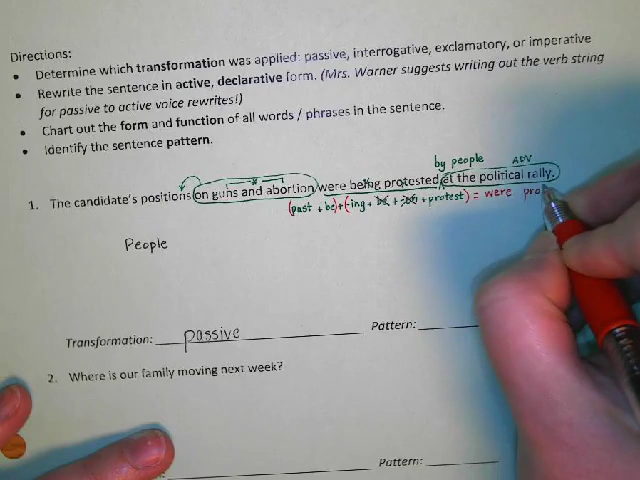 Directions:
• Determine which transformation was applied: passive, interrogative, exclamatory, or imperative
• Rewrite the sentence in active, declarative form. (Mrs. Warner suggests writing out the verb string
for passive to active voice rewrites!)
• Chart out the form and function of all words / phrases in the sentence.
• Identify the sentence pattern.
by people ADV
1. The candidate's positions on guns and abortion were being protested at the political rally.
(past + be) + (-ing + be + -en + protest) = were pro
People
Transformation: passive Pattern:
2. Where is our family moving next week?
Pattern: